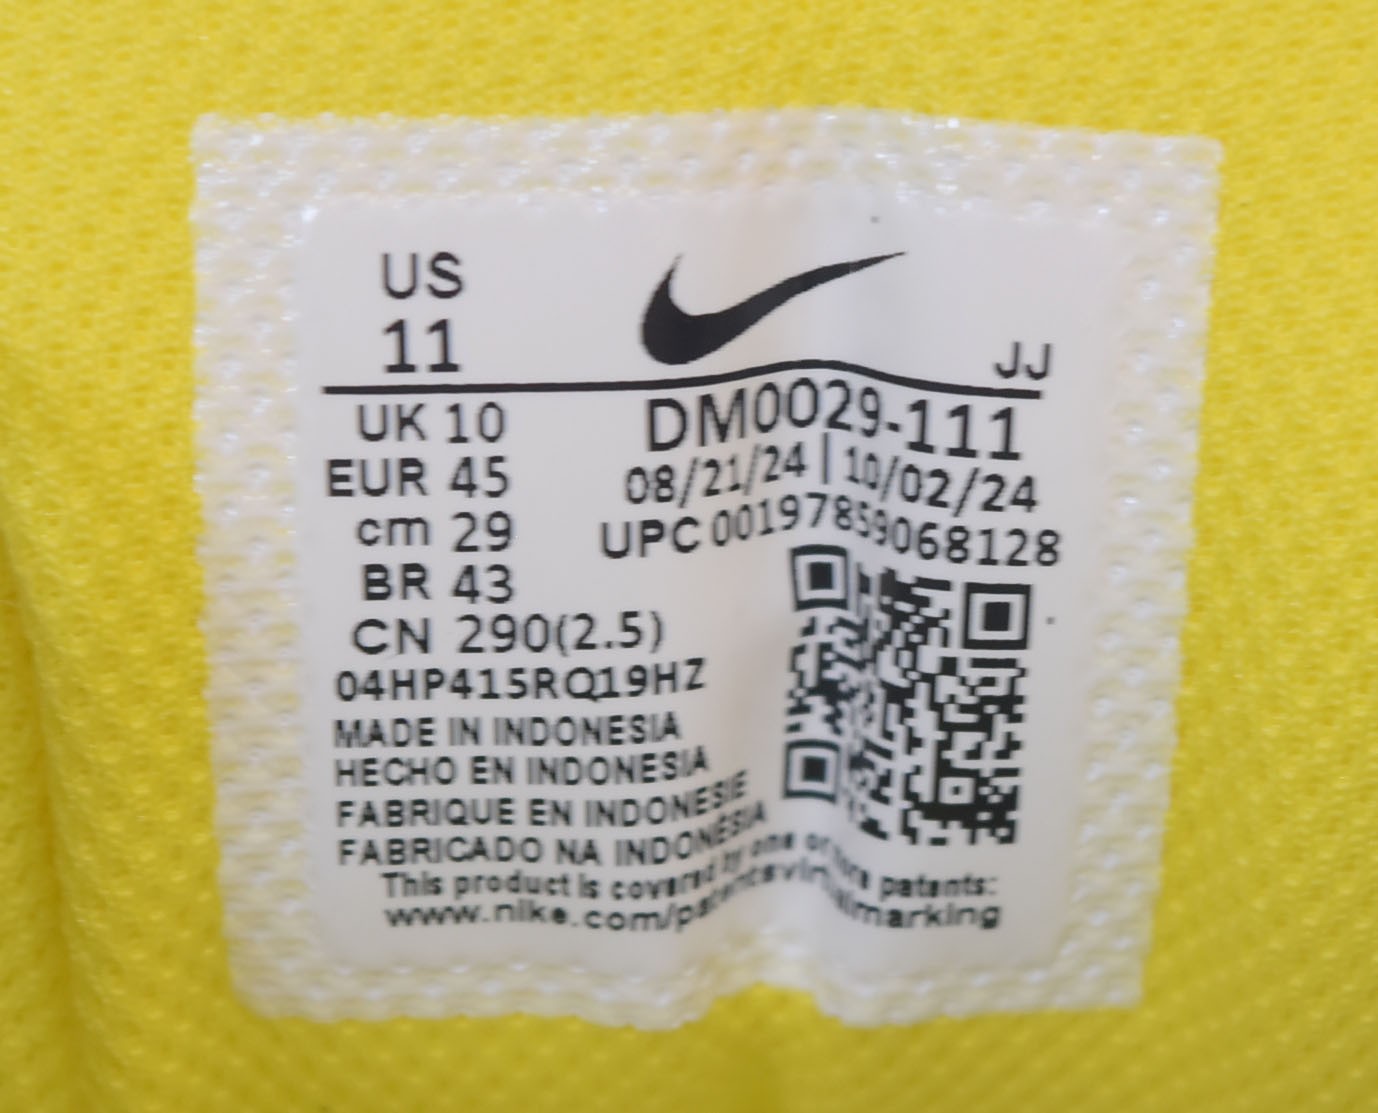 US
11
JJ
UK 10
EUR 45
cm 29
BR 43
CN 290(2.5)
DM0029-111
08/21/24 | 10/02/24
UPC 00197859068128
04HP415RQ19HZ
MADE IN INDONESIA
HECHO EN INDONESIA
FABRIQUE EN INDONESIE
FABRICADO NA INDONÉSIA
This product is covered by one or more patents:
www.nike.com/patentsvirtualmarking